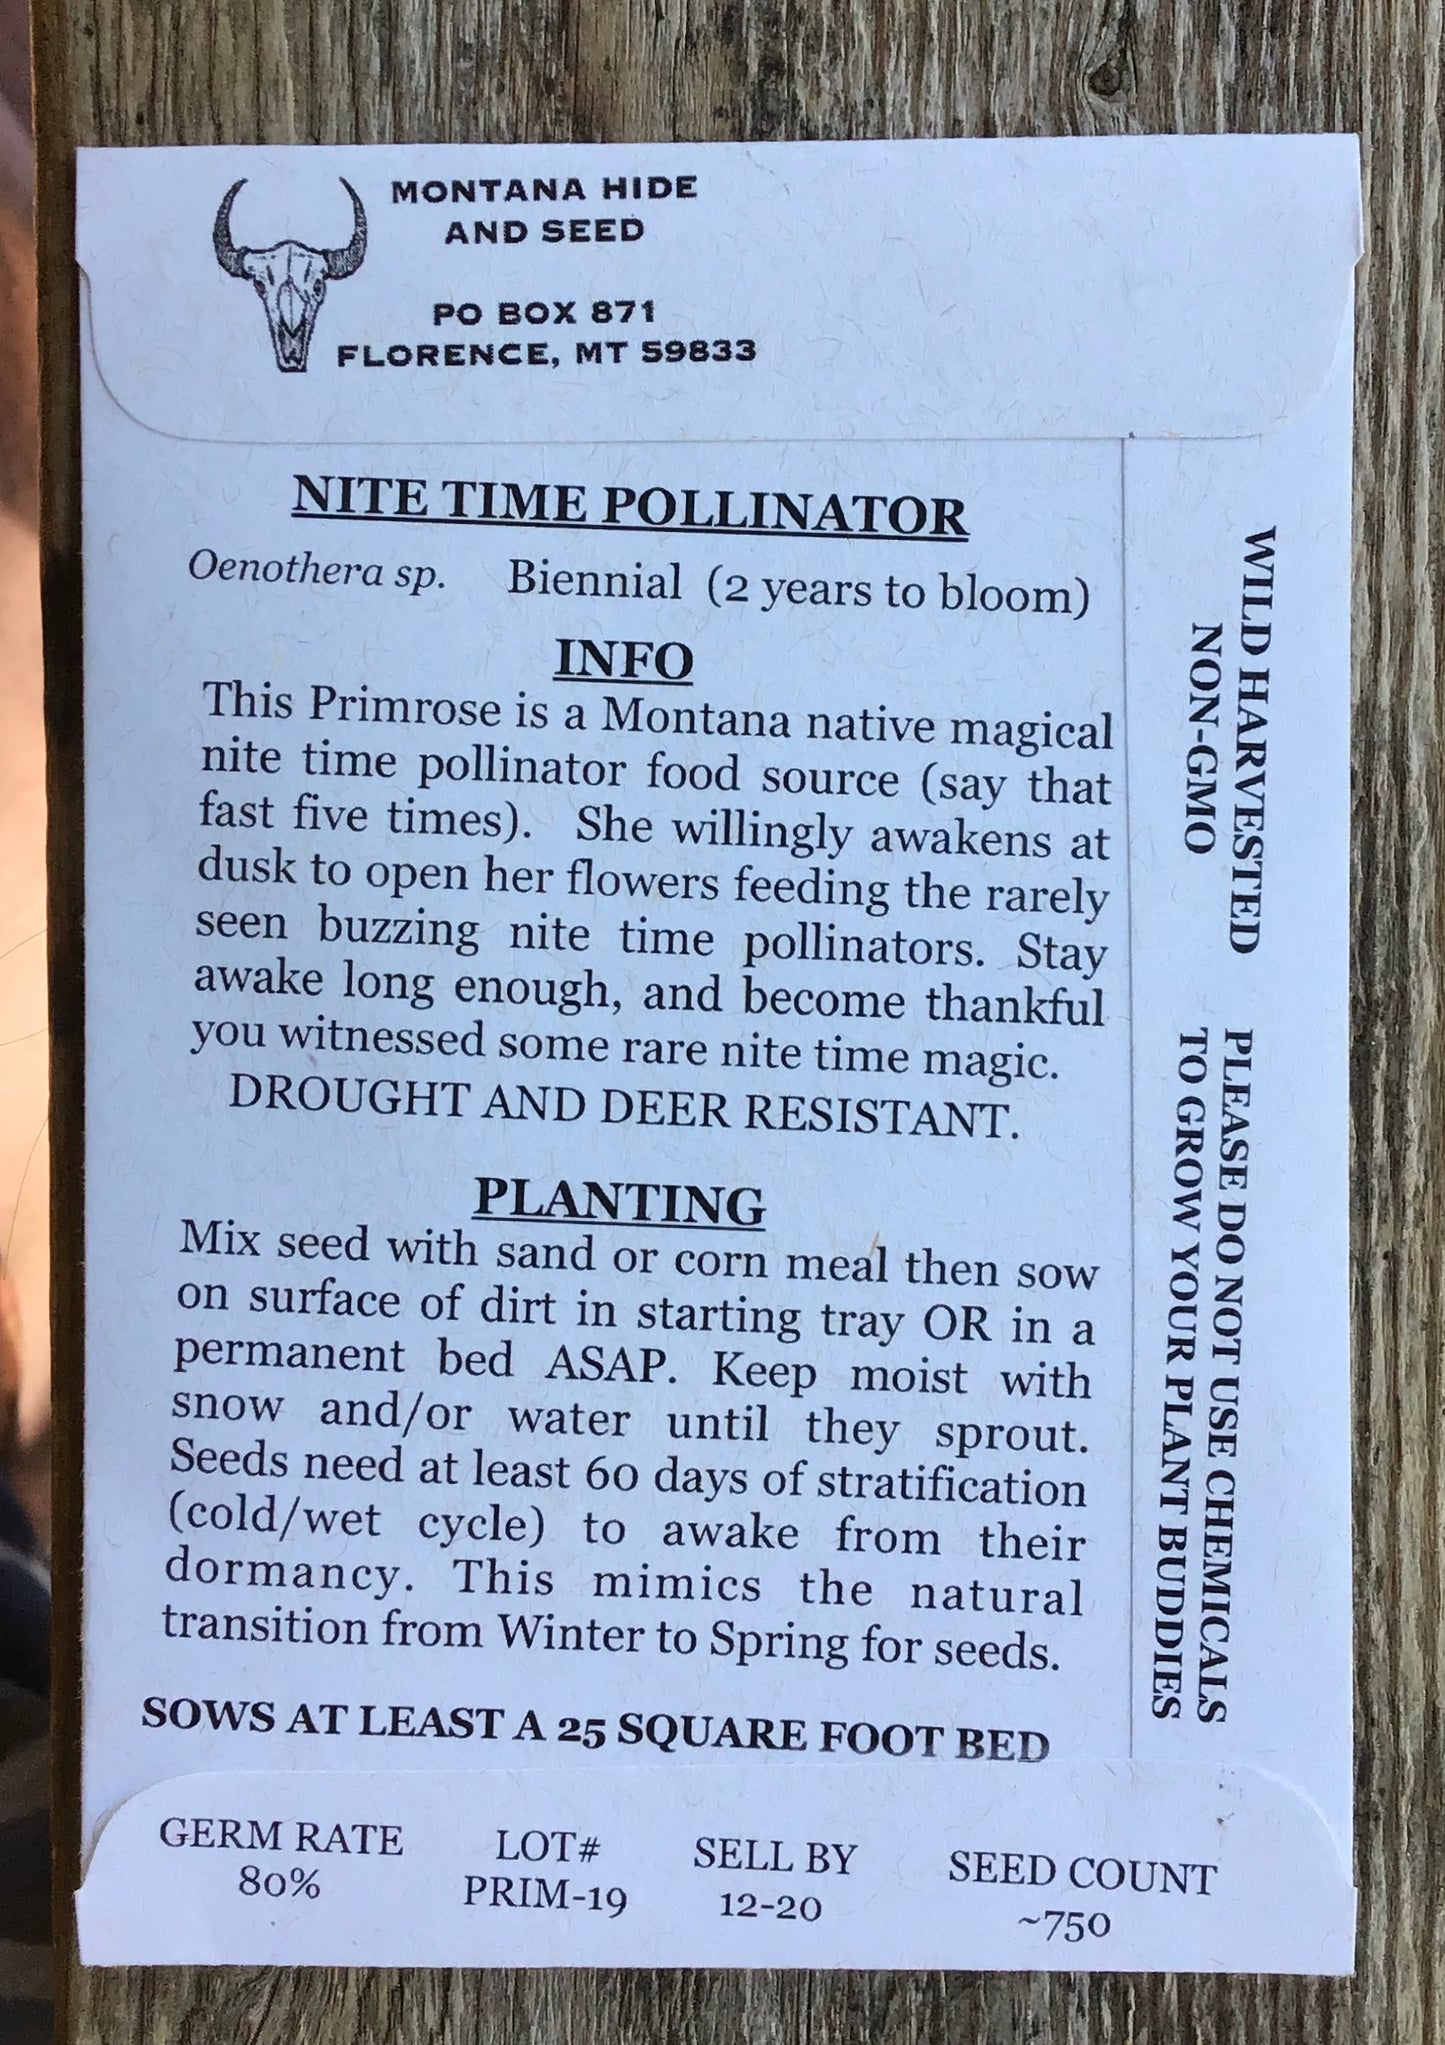 MONTANA HIDE
AND SEED
PO BOX 871
FLORENCE, MT 59833
NITE TIME POLLINATOR
Oenothera sp. Biennial (2 years to bloom)
INFO
This Primrose is a Montana native magical
nite time pollinator food source (say that
fast five times). She willingly awakens at
dusk to open her flowers feeding the rarely
seen buzzing nite time pollinators. Stay
awake long enough, and become thankful
you witnessed some rare nite time magic.
DROUGHT AND DEER RESISTANT.
PLANTING
Mix seed with sand or corn meal then sow
on surface of dirt in starting tray OR in a
permanent bed ASAP. Keep moist with
snow and/or water until they sprout.
Seeds need at least 60 days of stratification
(cold/wet cycle) to awake from their
dormancy. This mimics the natural
transition from Winter to Spring for seeds.
SOWS AT LEAST A 25 SQUARE FOOT BED
WILD HARVESTED
NON-GMO
PLEASE DO NOT USE CHEMICALS
TO GROW YOUR PLANT BUDDIES
GERM RATE LOT# SELL BY SEED COUNT
80% PRIM-19 12-20 ~750